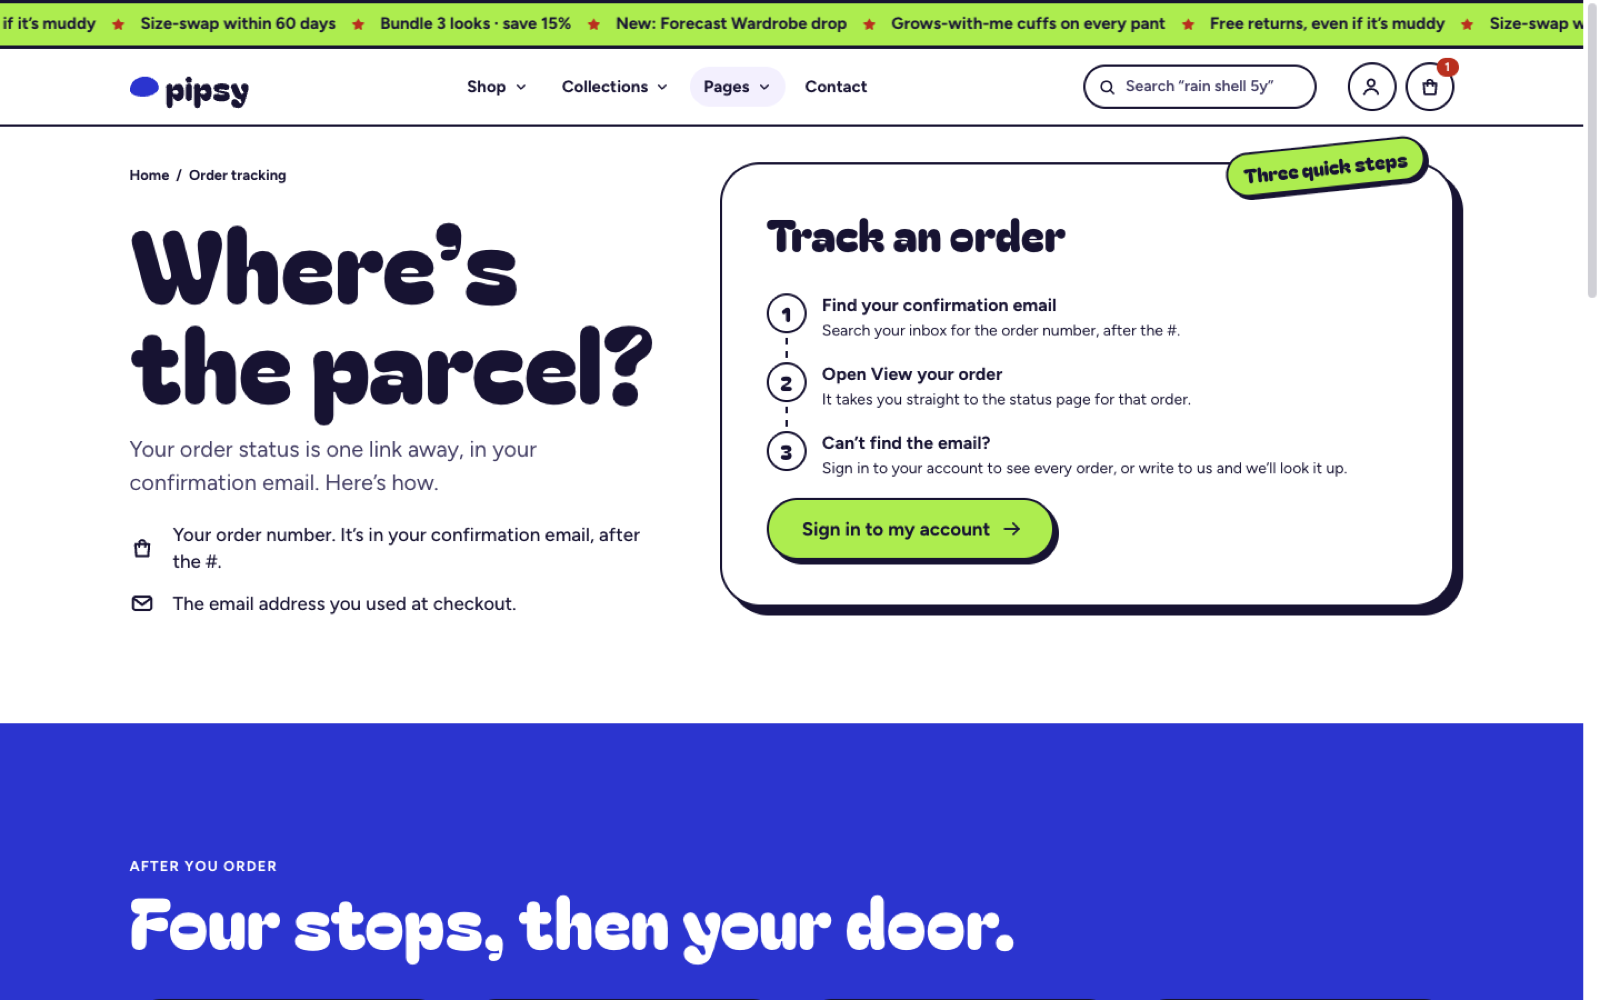 if it's muddy ★ Size-swap within 60 days ★ Bundle 3 looks · save 15% ★ New: Forecast Wardrobe drop ★ Grows-with-me cuffs on every pant ★ Free returns, even if it's muddy ★ Size-swap w
pipsy
Shop Collections Pages Contact
Search “rain shell 5y”
1
Home / Order tracking
Where’s
the parcel?
Your order status is one link away, in your
confirmation email. Here’s how.
Your order number. It’s in your confirmation email, after
the #.
The email address you used at checkout.
Three quick steps
Track an order
1
Find your confirmation email
Search your inbox for the order number, after the #.
2
Open View your order
It takes you straight to the status page for that order.
3
Can’t find the email?
Sign in to your account to see every order, or write to us and we’ll look it up.
Sign in to my account →
AFTER YOU ORDER
Four stops, then your door.